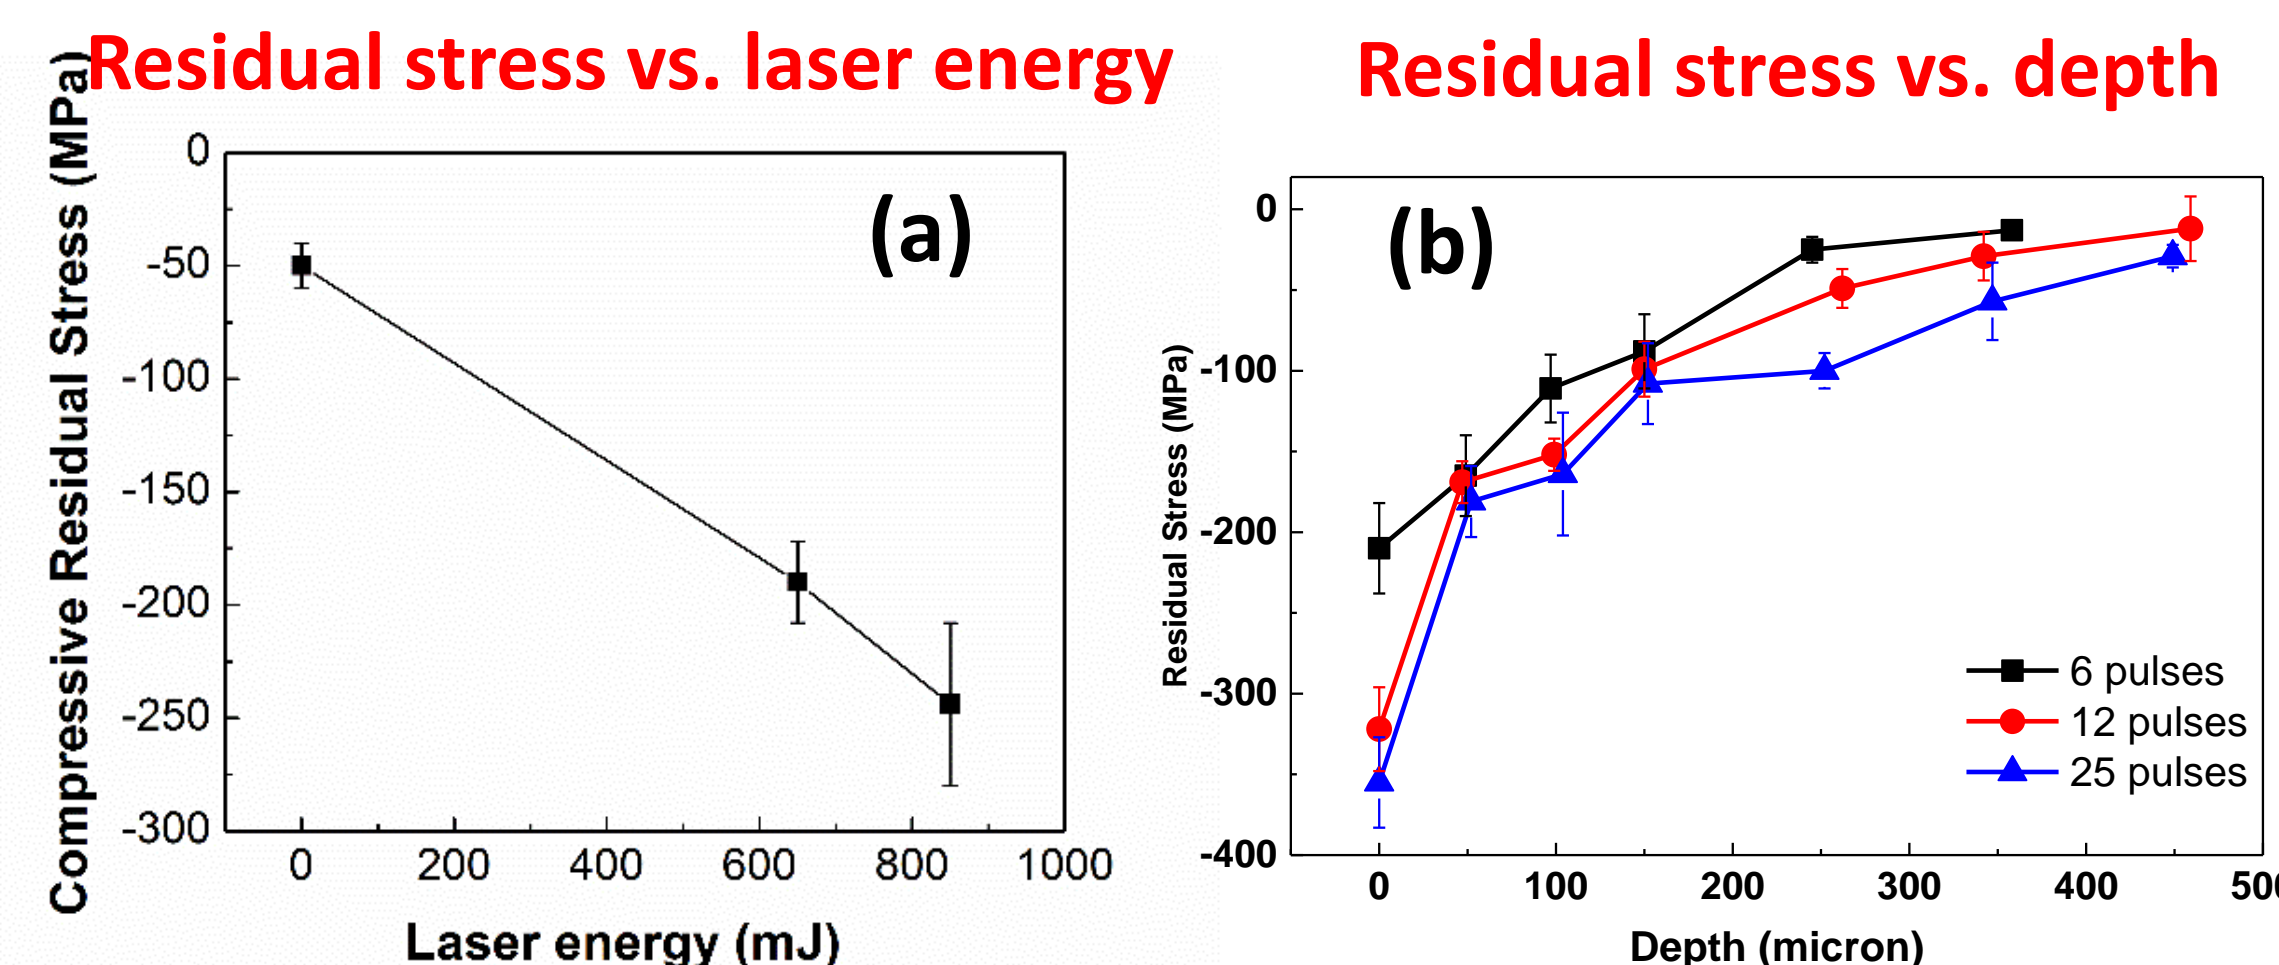 Residual stress vs. laser energy
Compressive Residual Stress (MPa)
(a)
0
-50
-100
-150
-200
-250
-300
0 200 400 600 800 1000
Laser energy (mJ)
Residual stress vs. depth
Residual Stress (MPa)
(b)
0
-100
-200
-300
-400
6 pulses
12 pulses
25 pulses
0 100 200 300 400 500
Depth (micron)